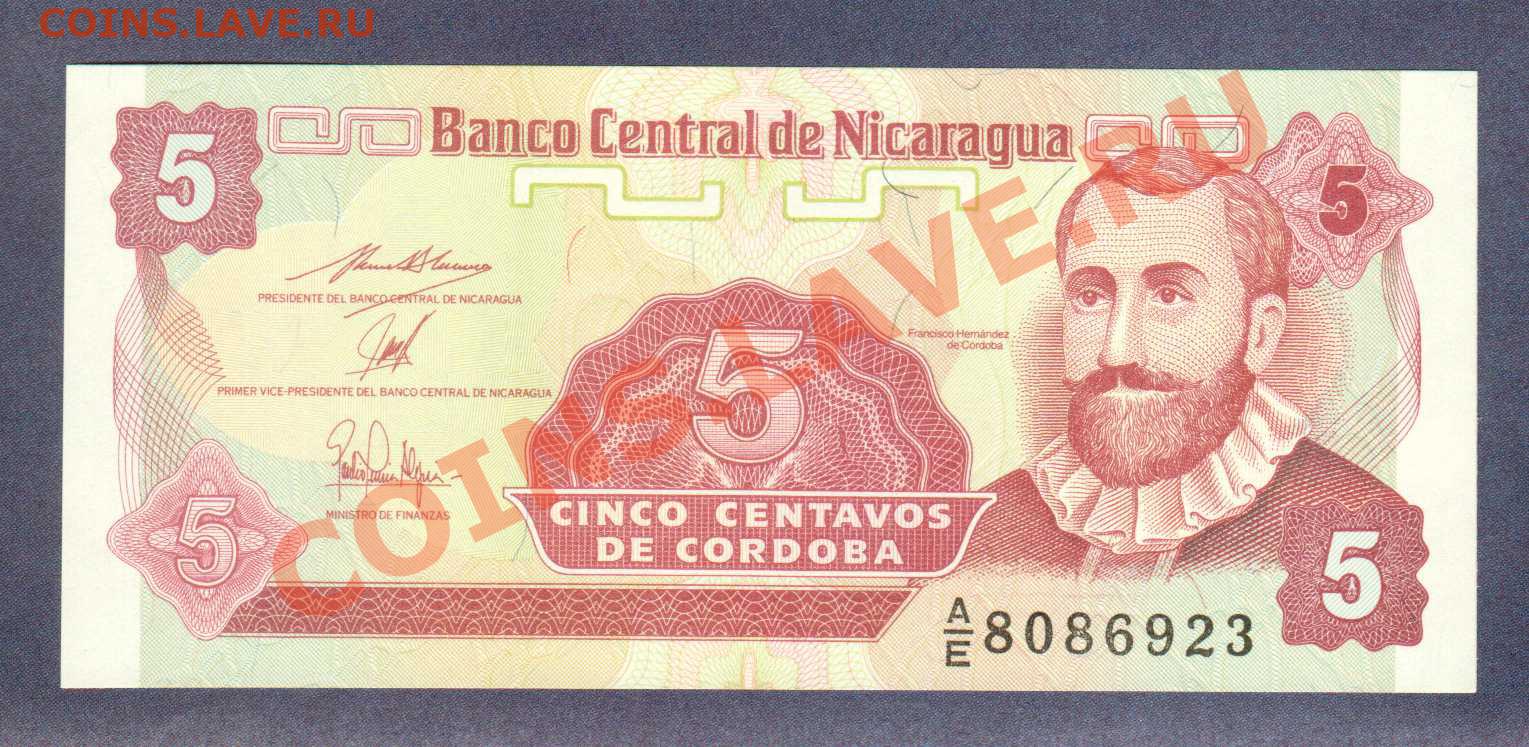 COINS.LAVE.RU
5 Banco Central de Nicaragua 5
PRESIDENTE DEL BANCO CENTRAL DE NICARAGUA
Francisco Hernández
de Cordoba
5
PRIMER VICE-PRESIDENTE DEL BANCO CENTRAL DE NICARAGUA
MINISTRO DE FINANZAS
CINCO CENTAVOS
DE CORDOBA
5
5
A/E 8086923
COINS.LAVE.RU